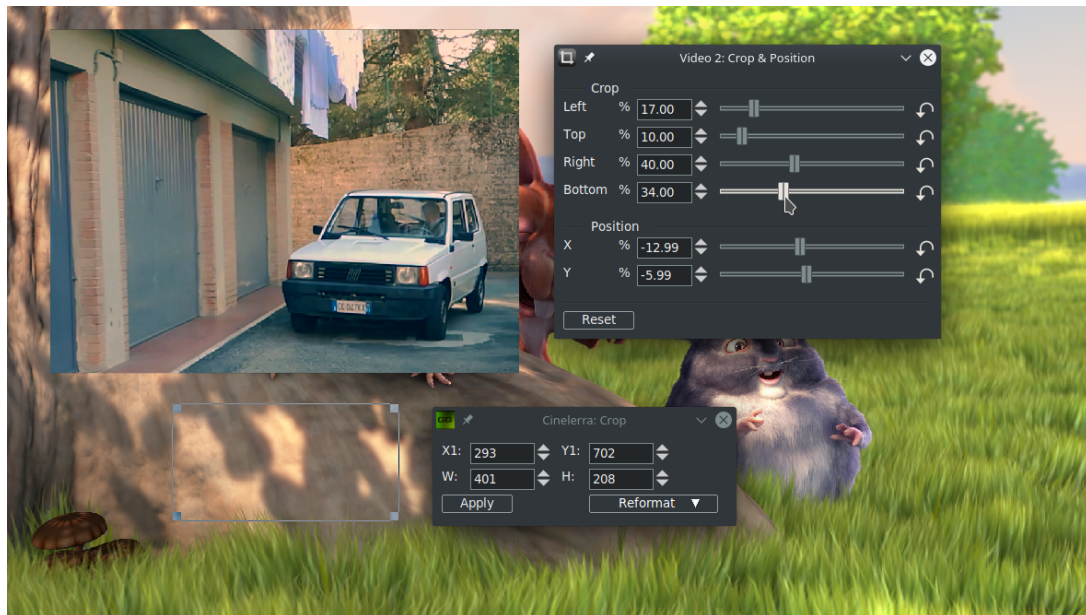 Video 2: Crop & Position
Crop
Left % 17.00
Top % 10.00
Right % 40.00
Bottom % 34.00
Position
X % -12.99
Y % -5.99
Reset
GG Cinelerra: Crop
X1: 293 Y1: 702
W: 401 H: 208
Apply Reformat ▼